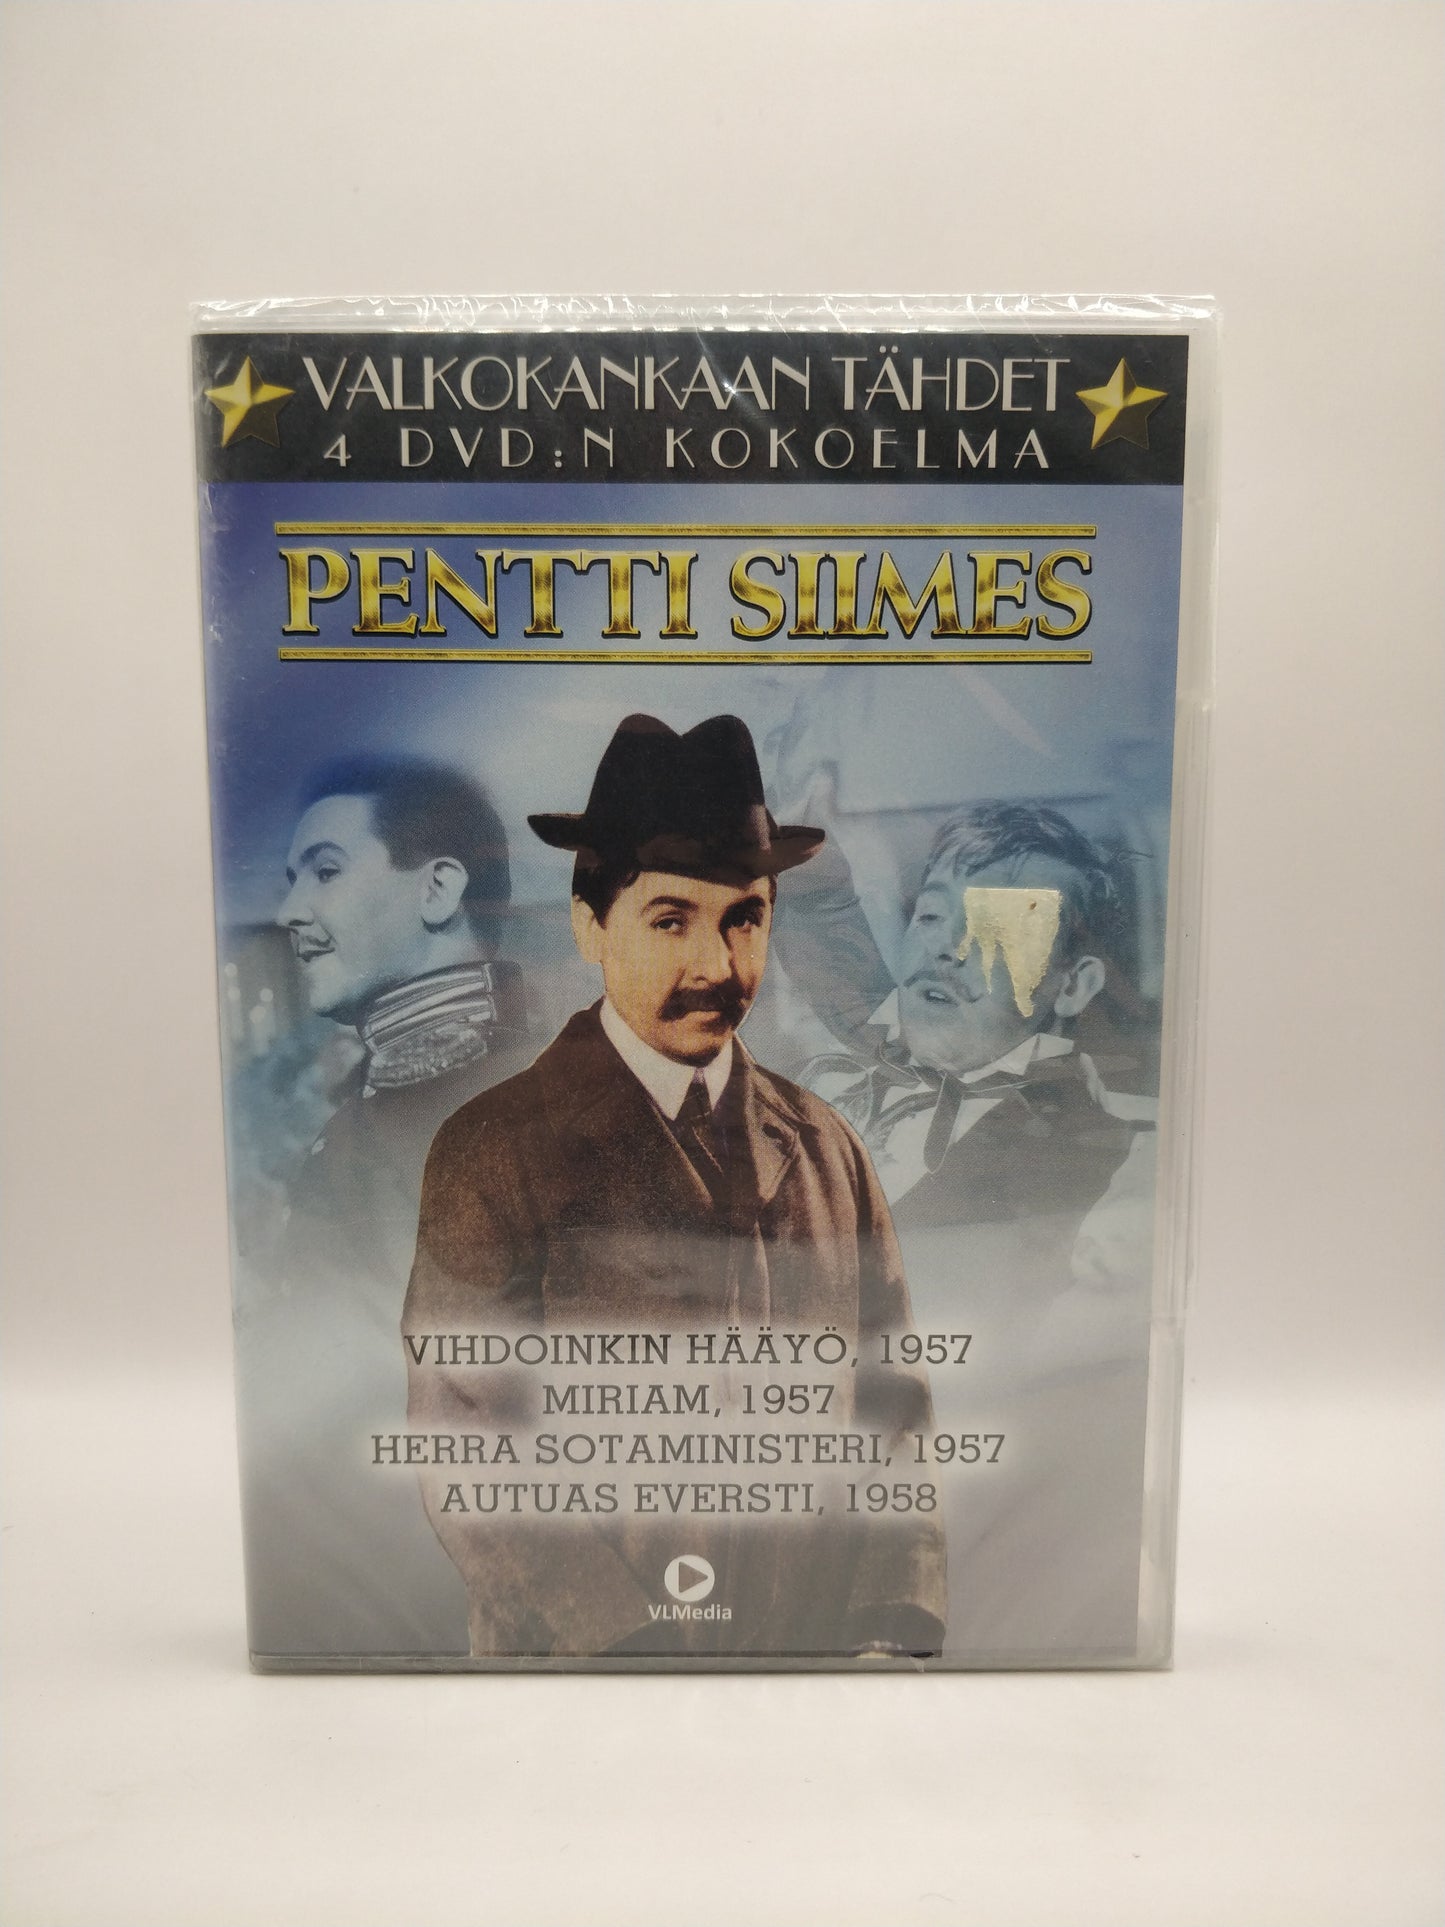 VALKOKANKAAN TÄHDET
4 DVD:N KOKOELMA
PENTTI SIIMES
VIHDOINKIN HÄÄYÖ, 1957
MIRIAM, 1957
HERRA SOTAMINISTERI, 1957
AUTUAS EVERSTI, 1958
VLMedia